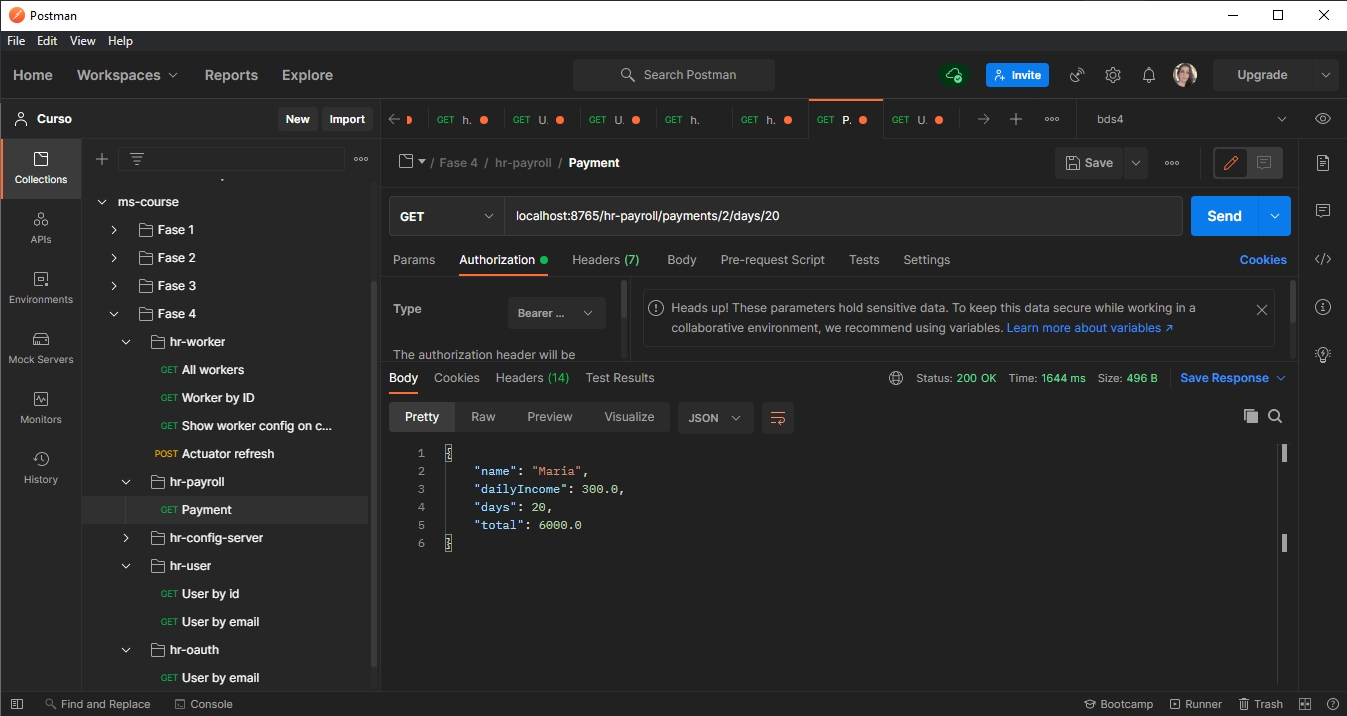 Postman
File Edit View Help
Home Workspaces Reports Explore Search Postman Invite Upgrade
Curso New Import GET h. GET U. GET U. GET h. GET h. GET P. GET U. bds4
Collections
APIs
Environments
Mock Servers
Monitors
History
ms-course
Fase 1
Fase 2
Fase 3
Fase 4
hr-worker
GET All workers
GET Worker by ID
GET Show worker config on c...
POST Actuator refresh
hr-payroll
GET Payment
hr-config-server
hr-user
GET User by id
GET User by email
hr-oauth
GET User by email
/ Fase 4 / hr-payroll / Payment Save
GET localhost:8765/hr-payroll/payments/2/days/20 Send
Params Authorization Headers (7) Body Pre-request Script Tests Settings Cookies
Type Bearer ...
The authorization header will be
Heads up! These parameters hold sensitive data. To keep this data secure while working in a
collaborative environment, we recommend using variables. Learn more about variables ↗
Body Cookies Headers (14) Test Results Status: 200 OK Time: 1644 ms Size: 496 B Save Response
Pretty Raw Preview Visualize JSON
1 {
2 "name": "Maria",
3 "dailyIncome": 300.0,
4 "days": 20,
5 "total": 6000.0
6 }
Find and Replace Console Bootcamp Runner Trash